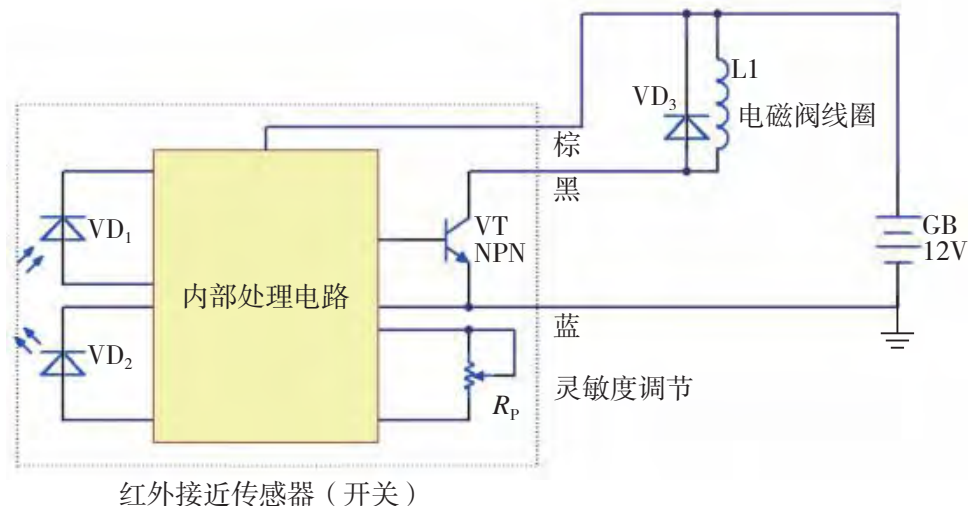 L1
VD₃
电磁阀线圈
棕
黑
VD₁
VT
NPN
GB
12V
内部处理电路
蓝
VD₂
灵敏度调节
R_P
红外接近传感器（开关）